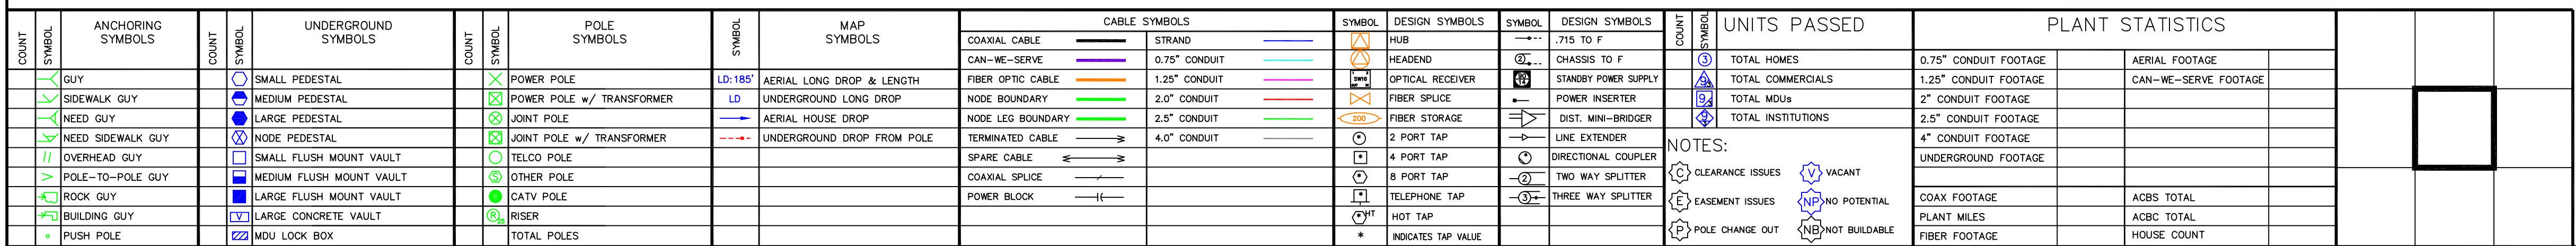 COUNT
SYMBOL
ANCHORING
SYMBOLS
GUY
SIDEWALK GUY
NEED GUY
NEED SIDEWALK GUY
OVERHEAD GUY
POLE-TO-POLE GUY
ROCK GUY
BUILDING GUY
PUSH POLE
COUNT
SYMBOL
UNDERGROUND
SYMBOLS
SMALL PEDESTAL
MEDIUM PEDESTAL
LARGE PEDESTAL
NODE PEDESTAL
SMALL FLUSH MOUNT VAULT
MEDIUM FLUSH MOUNT VAULT
LARGE FLUSH MOUNT VAULT
V LARGE CONCRETE VAULT
MDU LOCK BOX
COUNT
SYMBOL
POLE
SYMBOLS
POWER POLE
POWER POLE w/ TRANSFORMER
JOINT POLE
JOINT POLE w/ TRANSFORMER
TELCO POLE
S OTHER POLE
CATV POLE
R 25 RISER
TOTAL POLES
SYMBOL
MAP
SYMBOLS
LD:185' AERIAL LONG DROP & LENGTH
LD UNDERGROUND LONG DROP
AERIAL HOUSE DROP
UNDERGROUND DROP FROM POLE
CABLE SYMBOLS
COAXIAL CABLE
CAN-WE-SERVE
FIBER OPTIC CABLE
NODE BOUNDARY
NODE LEG BOUNDARY
TERMINATED CABLE
SPARE CABLE
COAXIAL SPLICE
POWER BLOCK
STRAND
0.75" CONDUIT
1.25" CONDUIT
2.0" CONDUIT
2.5" CONDUIT
4.0" CONDUIT
SYMBOL DESIGN SYMBOLS
HUB
HEADEND
SW16 OPTICAL RECEIVER
FIBER SPLICE
200 FIBER STORAGE
* 2 PORT TAP
* 4 PORT TAP
* 8 PORT TAP
* TELEPHONE TAP
* HT HOT TAP
* INDICATES TAP VALUE
SYMBOL DESIGN SYMBOLS
.715 TO F
2 CHASSIS TO F
STANDBY POWER SUPPLY
POWER INSERTER
DIST. MINI-BRIDGER
LINE EXTENDER
* DIRECTIONAL COUPLER
2 TWO WAY SPLITTER
3 THREE WAY SPLITTER
COUNT
SYMBOL
UNITS PASSED
3 TOTAL HOMES
TOTAL COMMERCIALS
TOTAL MDUs
TOTAL INSTITUTIONS
NOTES:
C CLEARANCE ISSUES
V VACANT
E EASEMENT ISSUES
NP NO POTENTIAL
P POLE CHANGE OUT
NB NOT BUILDABLE
PLANT STATISTICS
0.75" CONDUIT FOOTAGE
1.25" CONDUIT FOOTAGE
2" CONDUIT FOOTAGE
2.5" CONDUIT FOOTAGE
4" CONDUIT FOOTAGE
UNDERGROUND FOOTAGE
COAX FOOTAGE
PLANT MILES
FIBER FOOTAGE
AERIAL FOOTAGE
CAN-WE-SERVE FOOTAGE
ACBS TOTAL
ACBC TOTAL
HOUSE COUNT